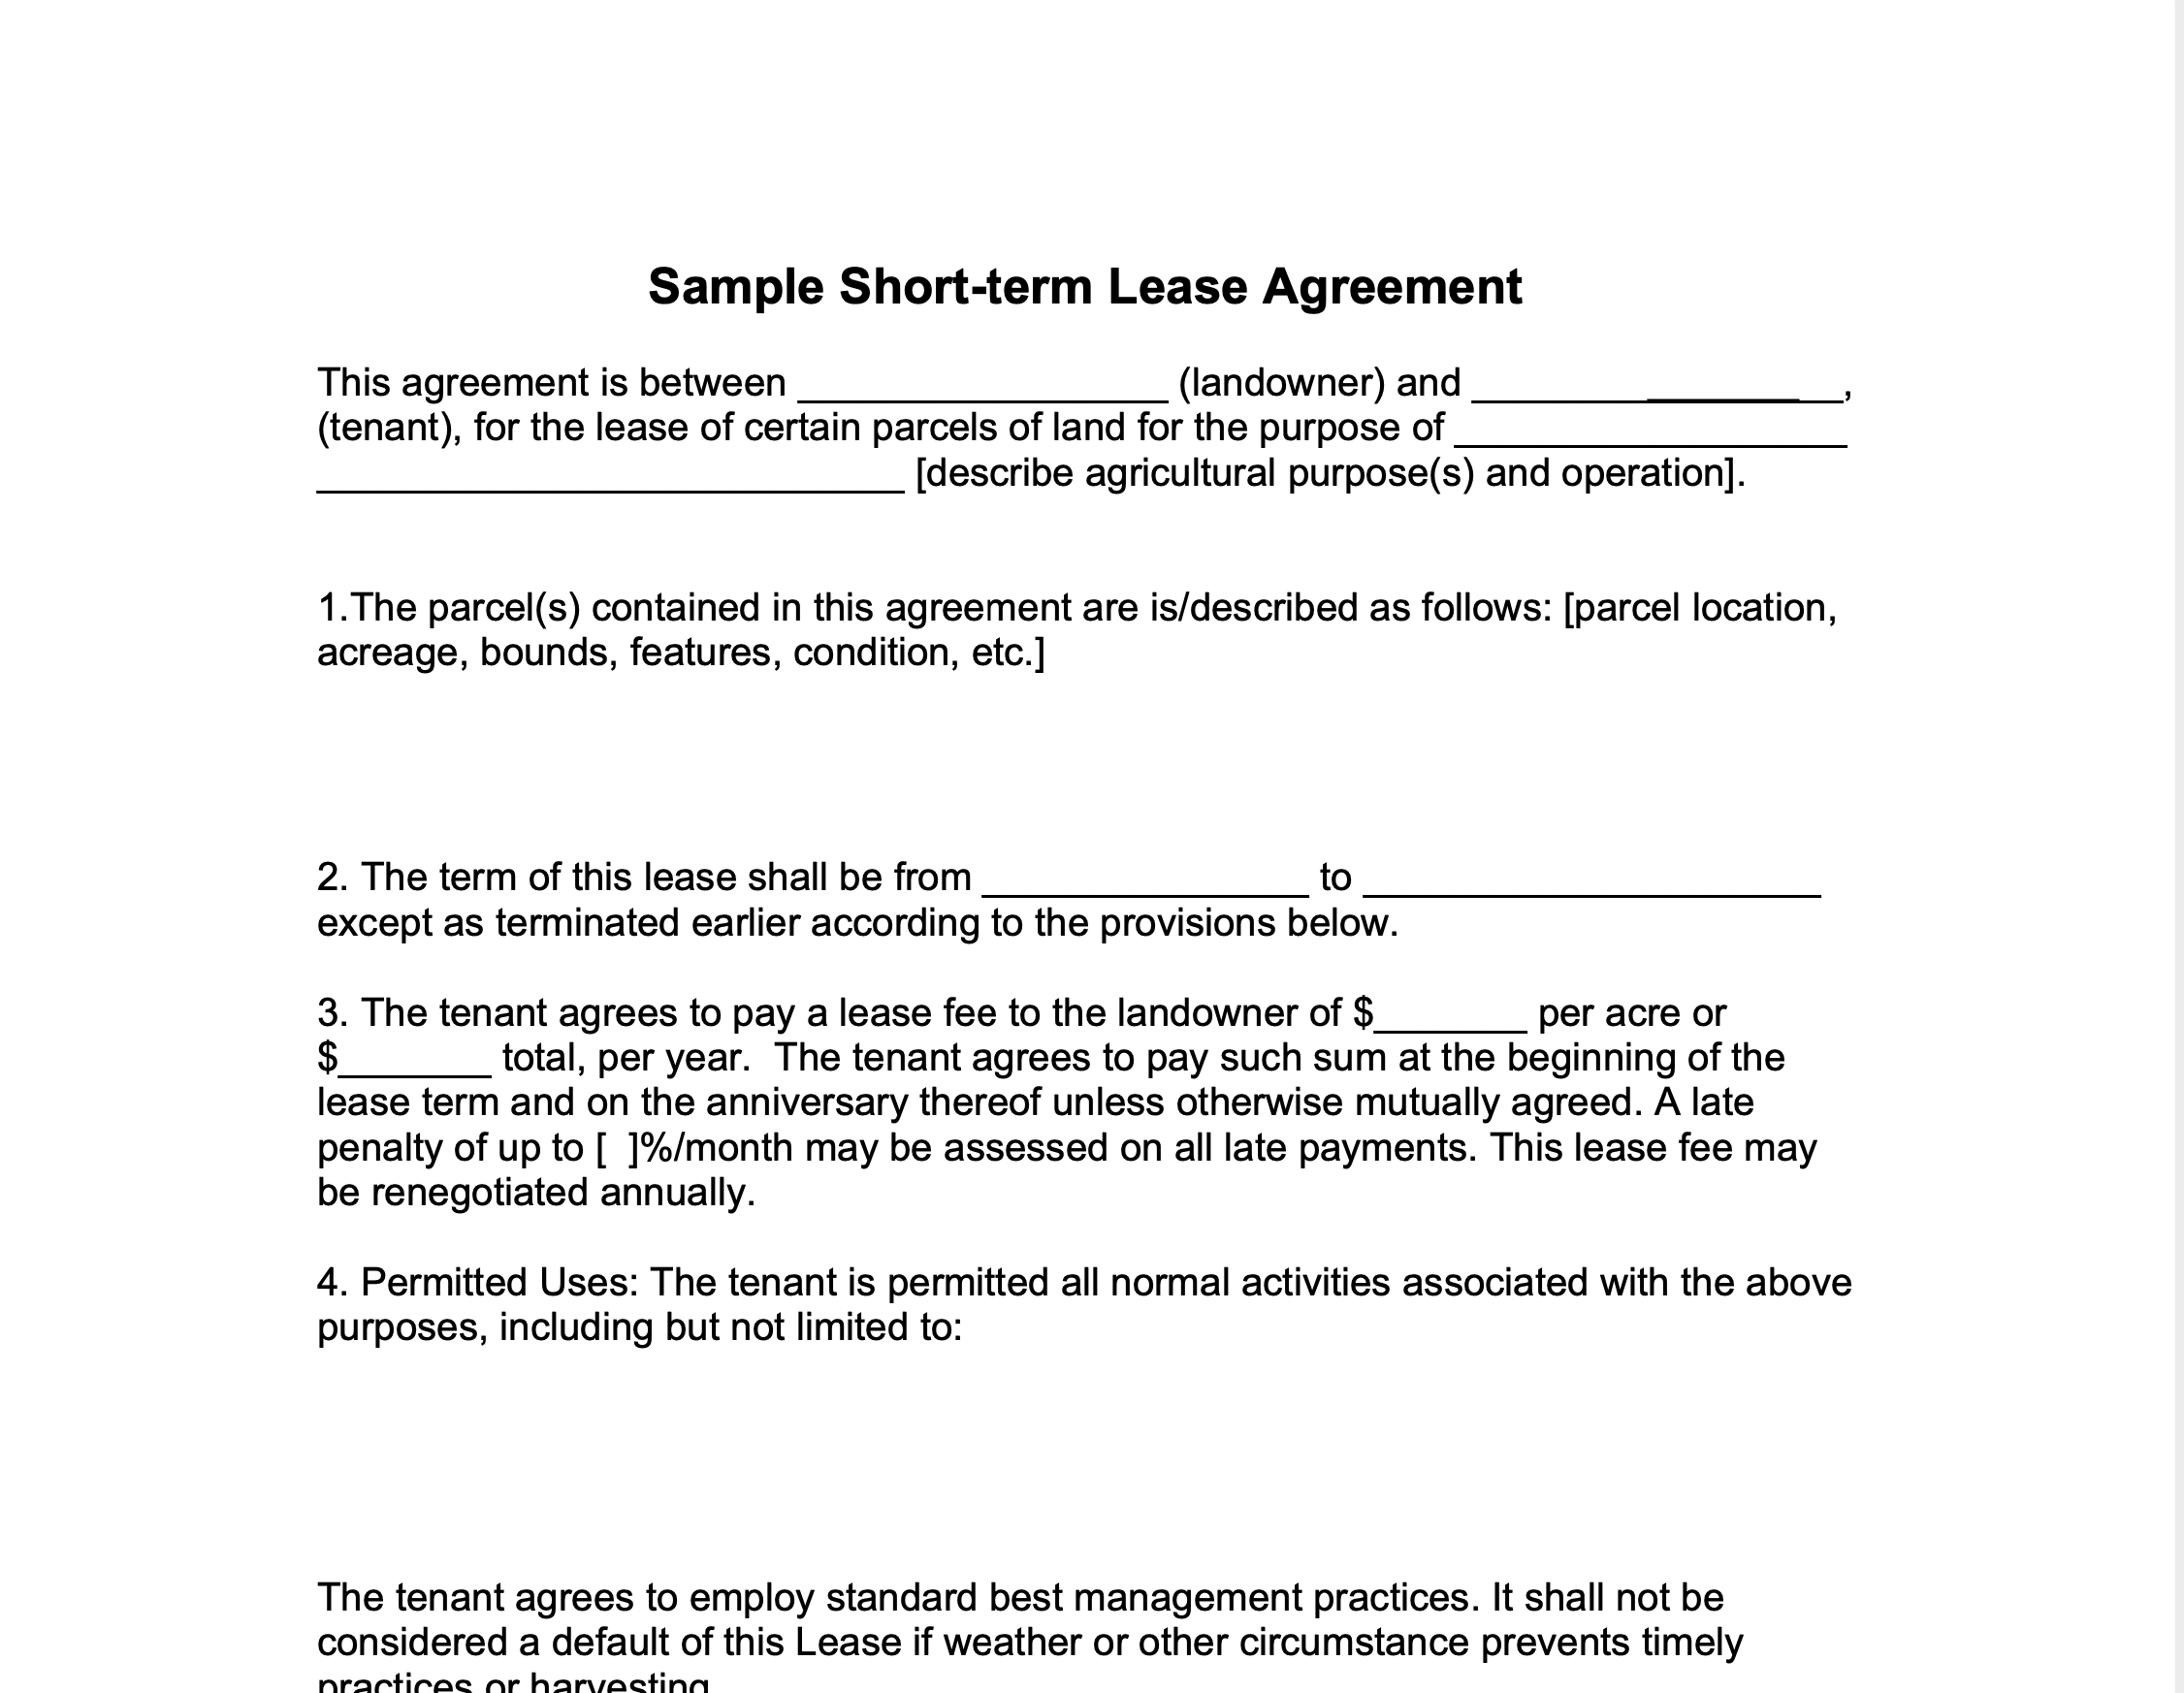 Sample Short-term Lease Agreement
This agreement is between _________________ (landowner) and _________________,
(tenant), for the lease of certain parcels of land for the purpose of __________________
___________________________ [describe agricultural purpose(s) and operation].
1.The parcel(s) contained in this agreement are is/described as follows: [parcel location,
acreage, bounds, features, condition, etc.]
2. The term of this lease shall be from _______________ to _____________________
except as terminated earlier according to the provisions below.
3. The tenant agrees to pay a lease fee to the landowner of $_______ per acre or
$_______ total, per year.  The tenant agrees to pay such sum at the beginning of the
lease term and on the anniversary thereof unless otherwise mutually agreed. A late
penalty of up to [  ]%/month may be assessed on all late payments. This lease fee may
be renegotiated annually.
4. Permitted Uses: The tenant is permitted all normal activities associated with the above
purposes, including but not limited to:
The tenant agrees to employ standard best management practices. It shall not be
considered a default of this Lease if weather or other circumstance prevents timely
practices or harvesting.